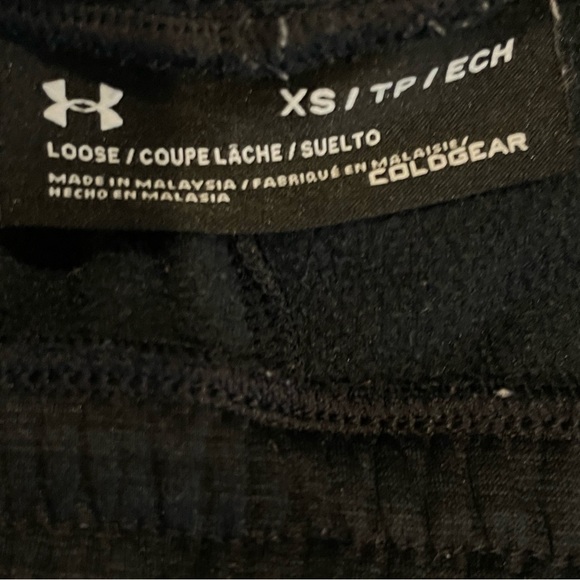 XS / TP / ECH
LOOSE / COUPE LÂCHE / SUELTO
MADE IN MALAYSIA / FABRIQUÉ EN MALAISIE/
HECHO EN MALASIA
COLDGEAR